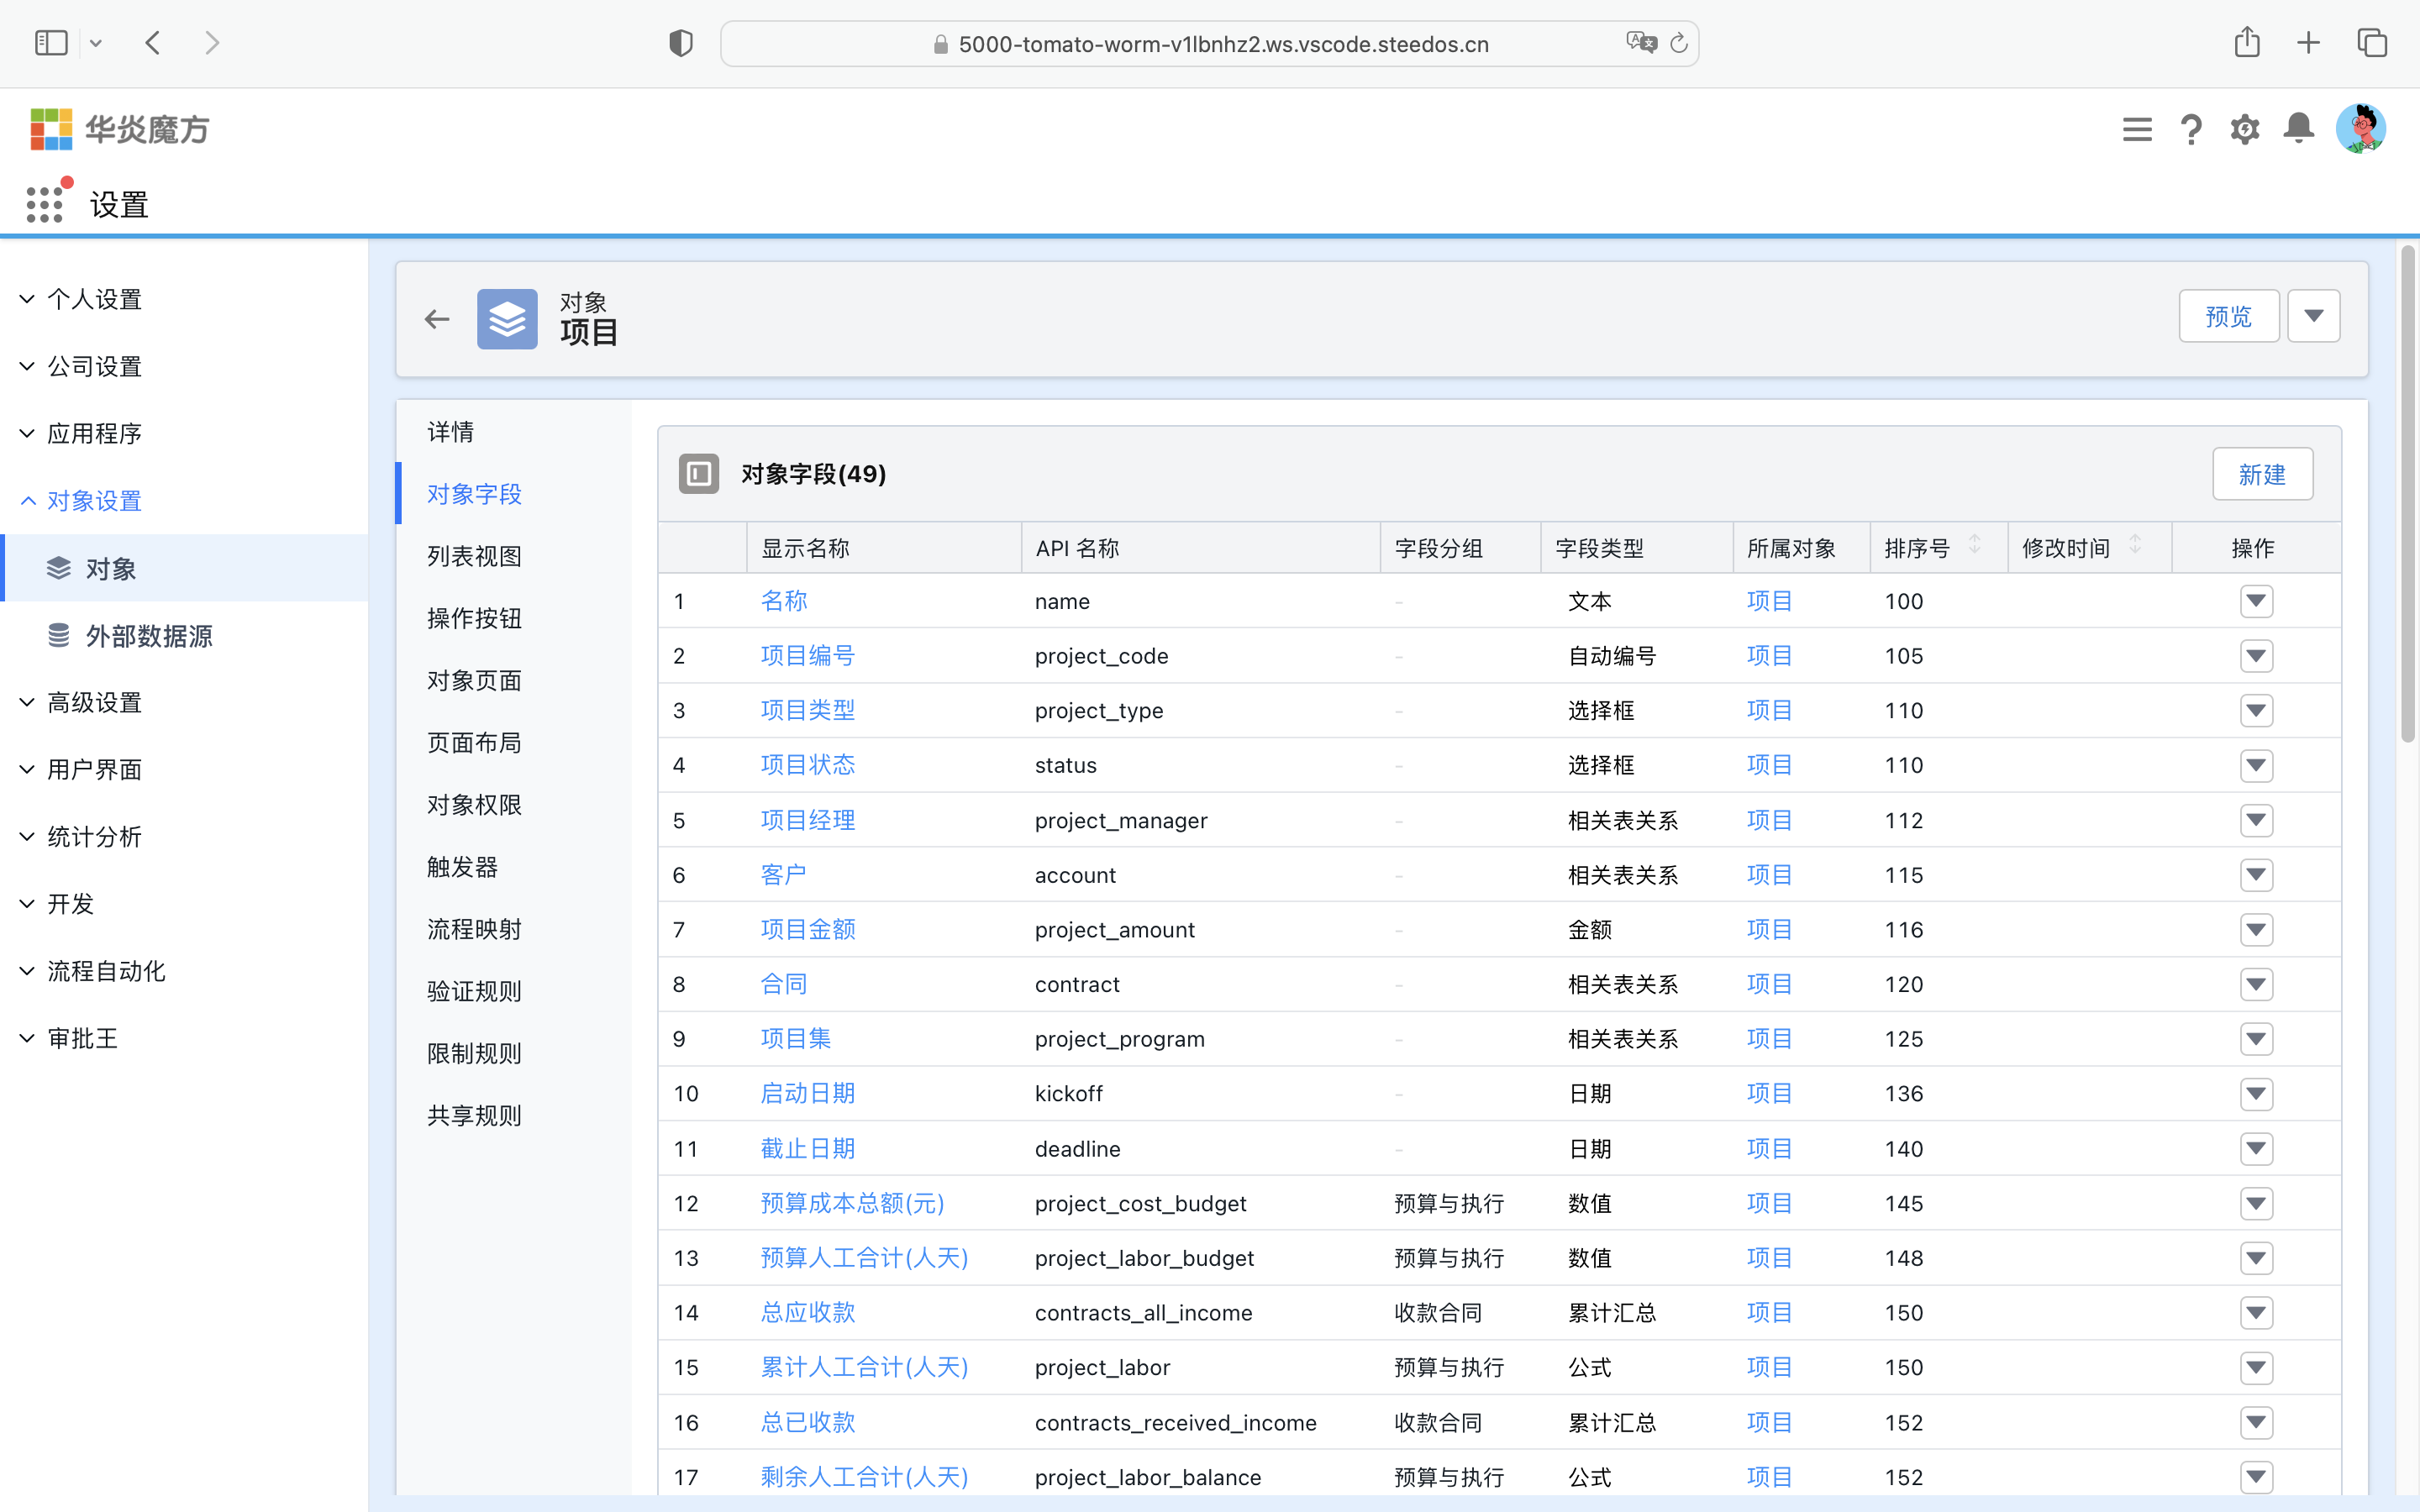 5000-tomato-worm-v1lbnhz2.ws.vscode.steedos.cn
华炎魔方
设置
个人设置
公司设置
应用程序
对象设置
对象
外部数据源
高级设置
用户界面
统计分析
开发
流程自动化
审批王
对象
项目
预览
详情
对象字段
列表视图
操作按钮
对象页面
页面布局
对象权限
触发器
流程映射
验证规则
限制规则
共享规则
对象字段(49)
新建
显示名称 API 名称 字段分组 字段类型 所属对象 排序号 修改时间 操作
1 名称 name - 文本 项目 100
2 项目编号 project_code - 自动编号 项目 105
3 项目类型 project_type - 选择框 项目 110
4 项目状态 status - 选择框 项目 110
5 项目经理 project_manager - 相关表关系 项目 112
6 客户 account - 相关表关系 项目 115
7 项目金额 project_amount - 金额 项目 116
8 合同 contract - 相关表关系 项目 120
9 项目集 project_program - 相关表关系 项目 125
10 启动日期 kickoff - 日期 项目 136
11 截止日期 deadline - 日期 项目 140
12 预算成本总额(元) project_cost_budget 预算与执行 数值 项目 145
13 预算人工合计(人天) project_labor_budget 预算与执行 数值 项目 148
14 总应收款 contracts_all_income 收款合同 累计汇总 项目 150
15 累计人工合计(人天) project_labor 预算与执行 公式 项目 150
16 总已收款 contracts_received_income 收款合同 累计汇总 项目 152
17 剩余人工合计(人天) project_labor_balance 预算与执行 公式 项目 152